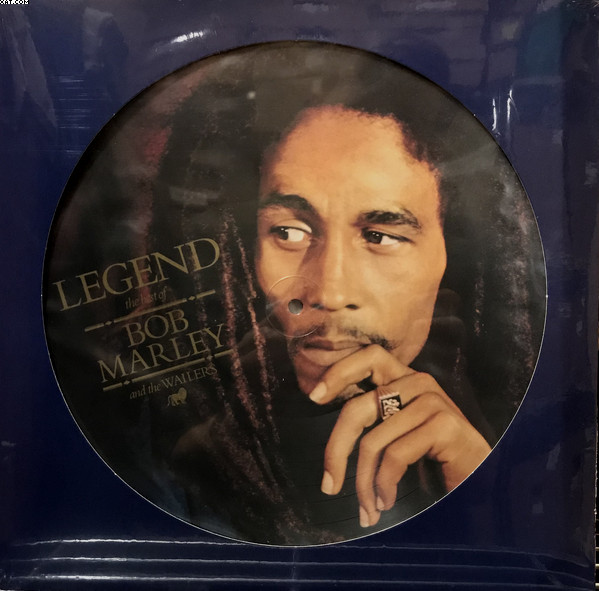 LEGEND
the best of
BOB
MARLEY
and the WAILERS